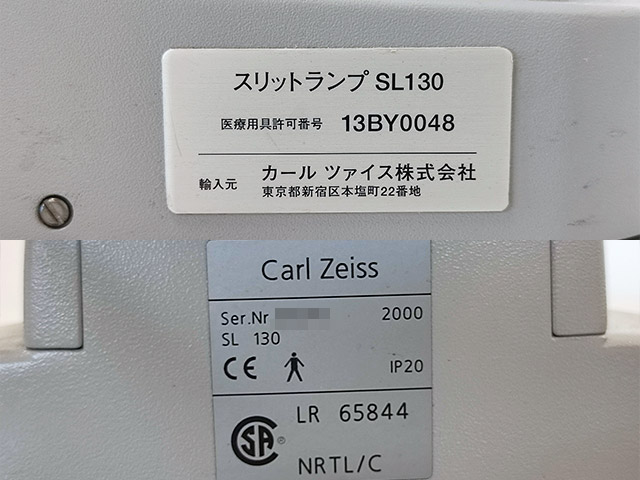 スリットランプ SL130
医療用具許可番号 13BY0048
輸入元 カール ツァイス株式会社
東京都新宿区本塩町22番地
Carl Zeiss
Ser.Nr 2000
SL 130
CE IP20
LR 65844
CSA ®
NRTL/C